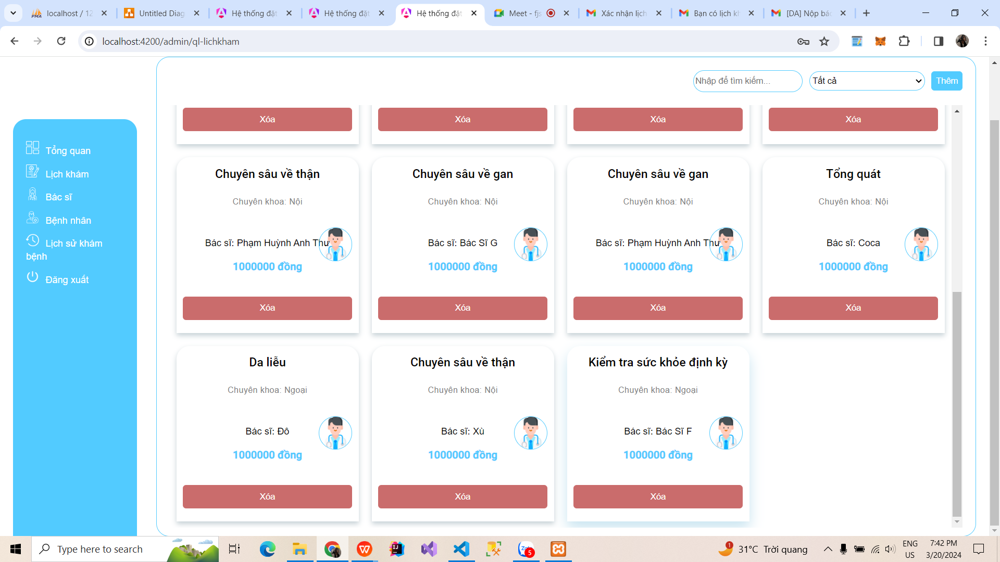 localhost / 12
Untitled Diag
Hệ thống đặt
Hệ thống đặt
Hệ thống đặt
Meet - fjs
Xác nhận lịch
Bạn có lịch kh
[DA] Nộp báo
localhost:4200/admin/ql-lichkham
Nhập để tìm kiếm...
Tất cả
Thêm
Tổng quan
Lịch khám
Bác sĩ
Bệnh nhân
Lịch sử khám
bệnh
Đăng xuất
Xóa
Xóa
Xóa
Xóa
Chuyên sâu về thận
Chuyên khoa: Nội
Bác sĩ: Phạm Huỳnh Anh Thư
1000000 đồng
Xóa
Chuyên sâu về gan
Chuyên khoa: Nội
Bác sĩ: Bác Sĩ G
1000000 đồng
Xóa
Chuyên sâu về gan
Chuyên khoa: Nội
Bác sĩ: Phạm Huỳnh Anh Thư
1000000 đồng
Xóa
Tổng quát
Chuyên khoa: Nội
Bác sĩ: Coca
1000000 đồng
Xóa
Da liễu
Chuyên khoa: Ngoại
Bác sĩ: Đô
1000000 đồng
Xóa
Chuyên sâu về thận
Chuyên khoa: Nội
Bác sĩ: Xù
1000000 đồng
Xóa
Kiểm tra sức khỏe định kỳ
Chuyên khoa: Ngoại
Bác sĩ: Bác Sĩ F
1000000 đồng
Xóa
Type here to search
5
1
31°C Trời quang
ENG
US
7:42 PM
3/20/2024